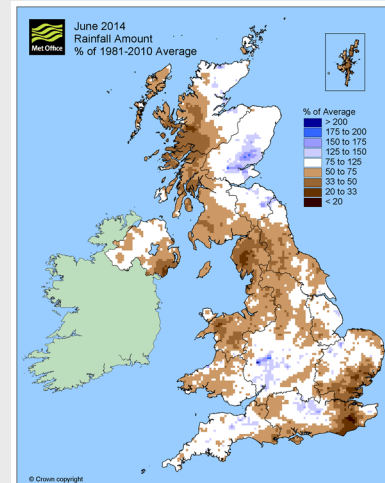 Met Office
June 2014
Rainfall Amount
% of 1981-2010 Average
% of Average
> 200
175 to 200
150 to 175
125 to 150
75 to 125
50 to 75
33 to 50
20 to 33
< 20
© Crown copyright